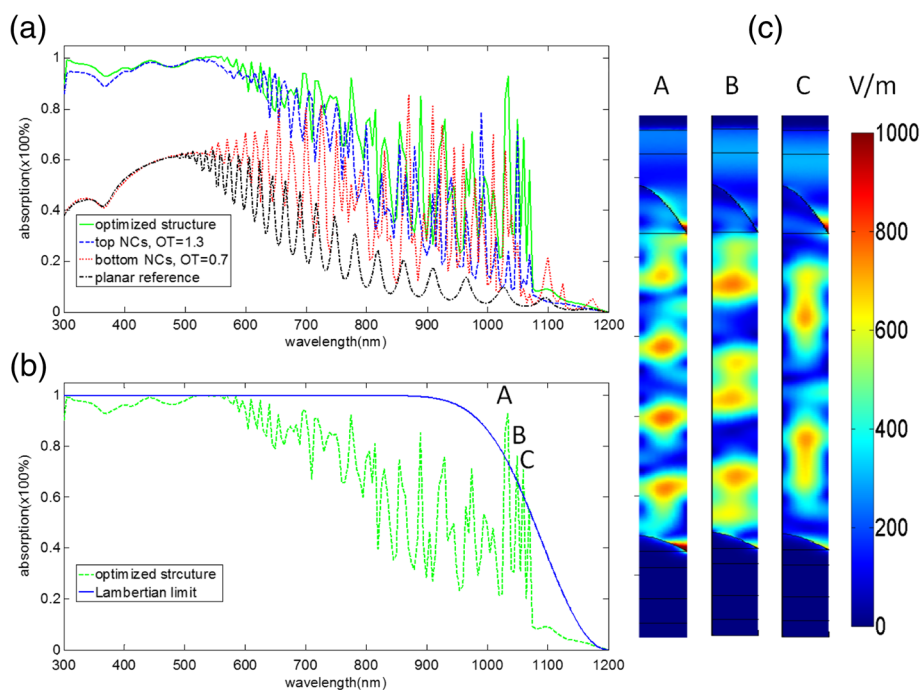 (a)
absorption(x100%)
1
0.8
0.6
0.4
0.2
0
optimized structure
top NCs, OT=1.3
bottom NCs, OT=0.7
planar reference
300 400 500 600 700 800 900 1000 1100 1200
wavelength(nm)
(b)
absorption(x100%)
1
0.8
0.6
0.4
0.2
0
A
B
C
optimized strcuture
Lambertian limit
300 400 500 600 700 800 900 1000 1100 1200
wavelength(nm)
(c)
A B C V/m
1000
800
600
400
200
0